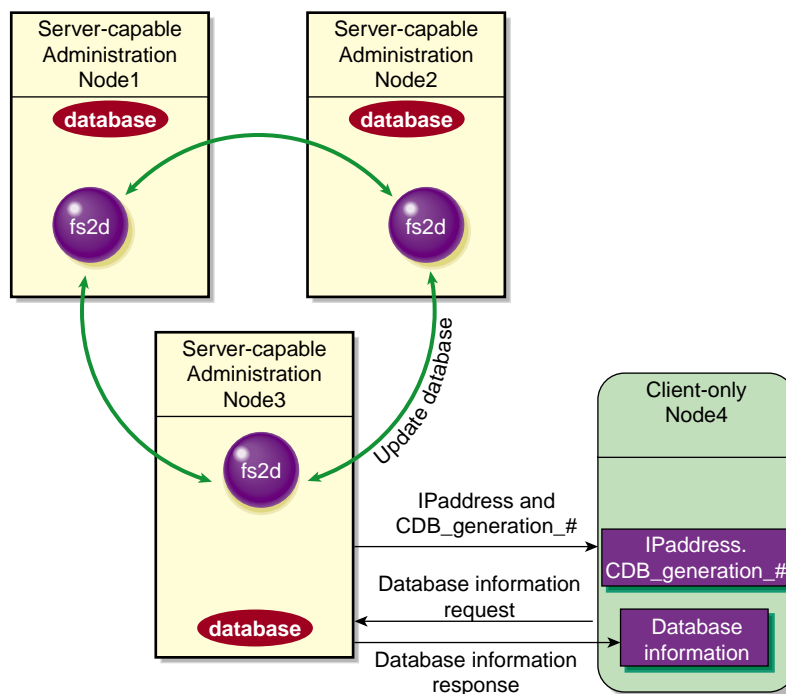 Server-capable
Administration
Node1
database
fs2d
Server-capable
Administration
Node2
database
fs2d
Server-capable
Administration
Node3
fs2d
database
Update database
IPaddress and
CDB_generation_#
Database information
request
Database information
response
Client-only
Node4
IPaddress.
CDB_generation_#
Database
information